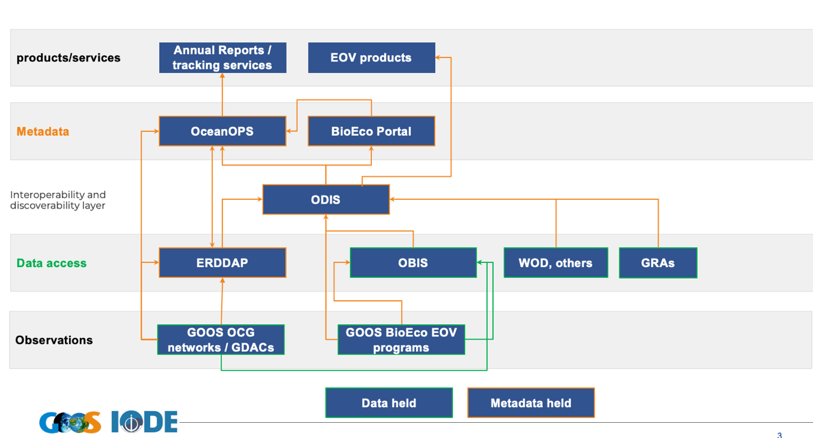 products/services
Annual Reports /
tracking services
EOV products
Metadata
OceanOPS
BioEco Portal
Interoperability and
discoverability layer
ODIS
Data access
ERDDAP
OBIS
WOD, others
GRAs
Observations
GOOS OCG
networks / GDACs
GOOS BioEco EOV
programs
Data held
Metadata held
GOOS IODE
3